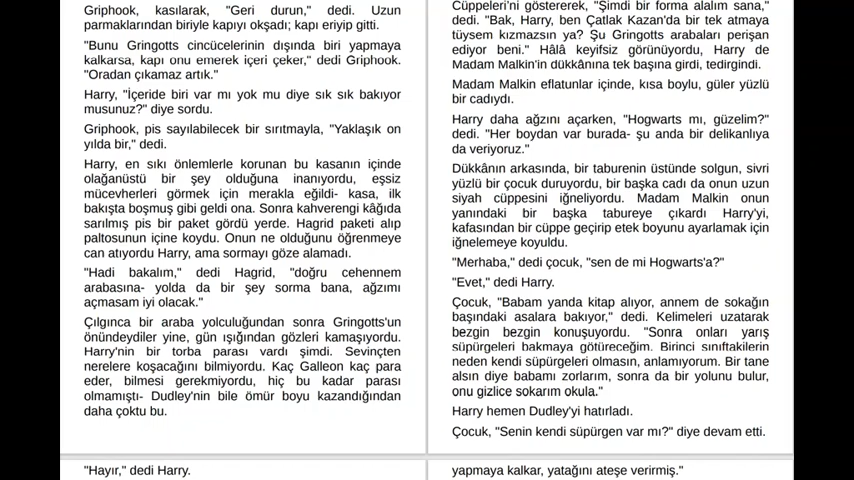 Griphook, kasılarak, "Geri durun," dedi. Uzun
parmaklarından biriyle kapıyı okşadı; kapı eriyip gitti.
"Bunu Gringotts cincücelerinin dışında biri yapmaya
kalkarsa, kapı onu emerek içeri çeker," dedi Griphook.
"Oradan çıkamaz artık."
Harry, "İçeride biri var mı yok mu diye sık sık bakıyor
musunuz?" diye sordu.
Griphook, pis sayılabilecek bir sırıtmayla, "Yaklaşık on
yılda bir," dedi.
Harry, en sıkı önlemlerle korunan bu kasanın içinde
olağanüstü bir şey olduğuna inanıyordu, eşsiz
mücevherleri görmek için merakla eğildi- kasa, ilk
bakışta boşmuş gibi geldi ona. Sonra kahverengi kâğıda
sarılmış pis bir paket gördü yerde. Hagrid paketi alıp
paltosunun içine koydu. Onun ne olduğunu öğrenmeye
can atıyordu Harry, ama sormayı göze alamadı.
"Hadi bakalım," dedi Hagrid, "doğru cehennem
arabasına- yolda da bir şey sorma bana, ağzımı
açmasam iyi olacak."
Çılgınca bir araba yolculuğundan sonra Gringotts'un
önündeydiler yine, gün ışığından gözleri kamaşıyordu.
Harry'nin bir torba parası vardı şimdi. Sevinçten
nerelere koşacağını bilmiyordu. Kaç Galleon kaç para
eder, bilmesi gerekmiyordu, hiç bu kadar parası
olmamıştı- Dudley'nin bile ömür boyu kazandığından
daha çoktu bu.
"Hayır," dedi Harry.
Cüppeleri'ni göstererek, "Şimdi bir forma alalım sana,"
dedi. "Bak, Harry, ben Çatlak Kazan'da bir tek atmaya
tüysem kızmazsın ya? Şu Gringotts arabaları perişan
ediyor beni." Hâlâ keyifsiz görünüyordu, Harry de
Madam Malkin'in dükkânına tek başına girdi, tedirgindi.
Madam Malkin eflatunlar içinde, kısa boylu, güler yüzlü
bir cadıydı.
Harry daha ağzını açarken, "Hogwarts mı, güzelim?"
dedi. "Her boydan var burada- şu anda bir delikanlıya
da veriyoruz."
Dükkânın arkasında, bir taburenin üstünde solgun, sivri
yüzlü bir çocuk duruyordu, bir başka cadı da onun uzun
siyah cüppesini iğneliyordu. Madam Malkin onun
yanındaki bir başka tabureye çıkardı Harry'yi,
kafasından bir cüppe geçirip etek boyunu ayarlamak için
iğnelemeye koyuldu.
"Merhaba," dedi çocuk, "sen de mi Hogwarts'a?"
"Evet," dedi Harry.
Çocuk, "Babam yanda kitap alıyor, annem de sokağın
başındaki asalara bakıyor," dedi. Kelimeleri uzatarak
bezgin bezgin konuşuyordu. "Sonra onları yarış
süpürgeleri bakmaya götüreceğim. Birinci sınıftakilerin
neden kendi süpürgeleri olmasın, anlamıyorum. Bir tane
alsın diye babamı zorlarım, sonra da bir yolunu bulur,
onu gizlice sokarım okula."
Harry hemen Dudley'yi hatırladı.
Çocuk, "Senin kendi süpürgen var mı?" diye devam etti.
yapmaya kalkar, yatağını ateşe verirmiş."